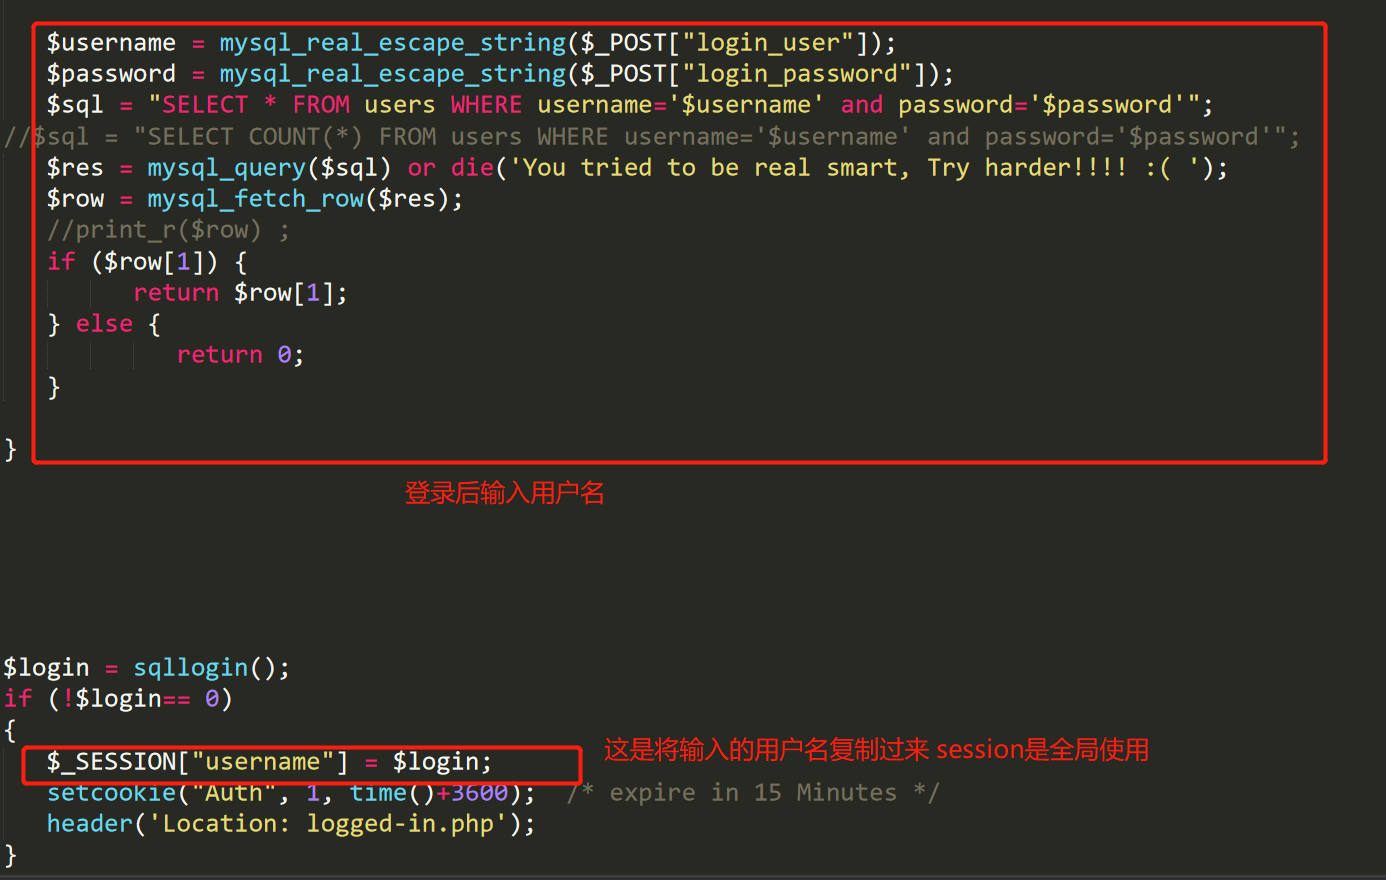 $username = mysql_real_escape_string($_POST["login_user"]);
$password = mysql_real_escape_string($_POST["login_password"]);
$sql = "SELECT * FROM users WHERE username='$username' and password='$password'";
//$sql = "SELECT COUNT(*) FROM users WHERE username='$username' and password='$password'";
$res = mysql_query($sql) or die('You tried to be real smart, Try harder!!!! :( ');
$row = mysql_fetch_row($res);
//print_r($row) ;
if ($row[1]) {
return $row[1];
} else {
return 0;
}
}
登录后输入用户名
$login = sqllogin();
if (!$login== 0)
{
$_SESSION["username"] = $login;
这是将输入的用户名复制过来 session是全局使用
setcookie("Auth", 1, time()+3600);  /* expire in 15 Minutes */
header('Location: logged-in.php');
}